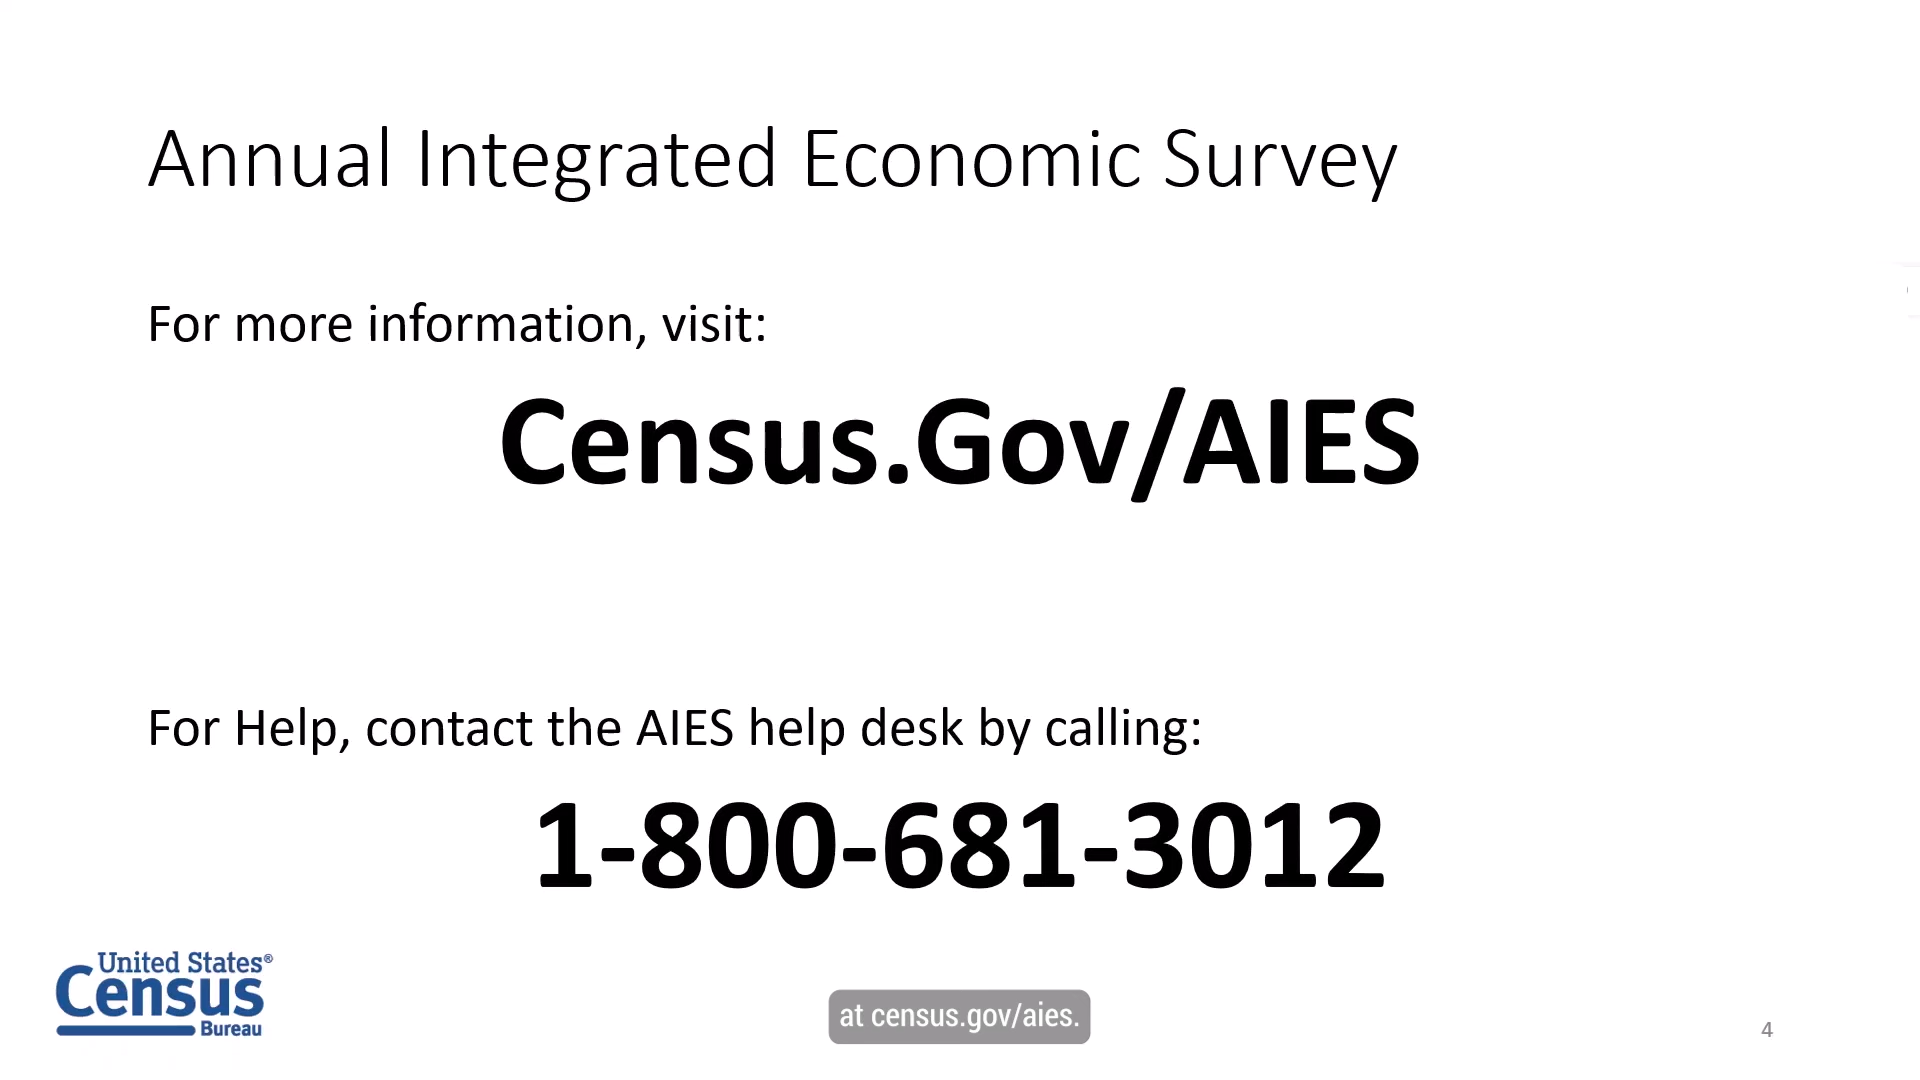 Annual Integrated Economic Survey
For more information, visit:
Census.Gov/AIES
For Help, contact the AIES help desk by calling:
1-800-681-3012
United States®
Census
Bureau
at census.gov/aies.
4